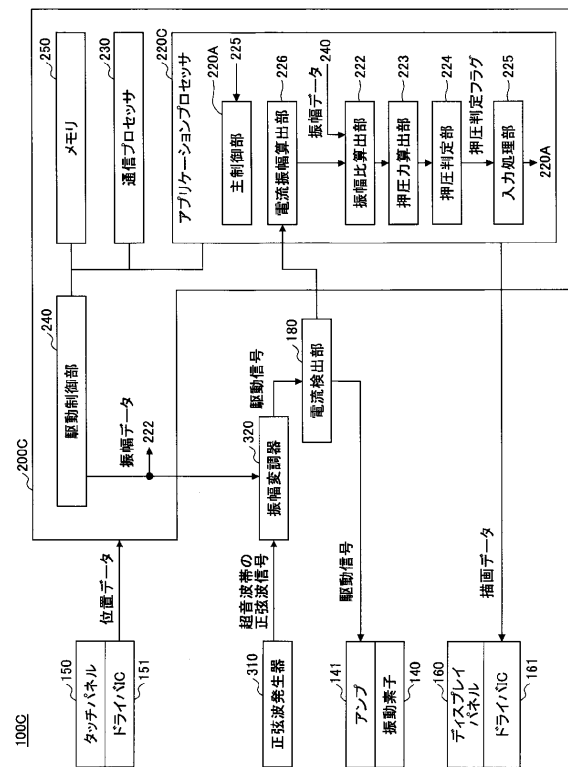 100C
200C
240
駆動制御部
250
メモリ
230
通信プロセッサ
220C
アプリケーションプロセッサ
220A
主制御部
225
226
電流振幅算出部
振幅データ
240
222
振幅比算出部
223
押圧力算出部
224
押圧判定部
押圧判定フラグ
225
入力処理部
220A
振幅データ
222
320
振幅変調器
駆動信号
180
電流検出部
位置データ
超音波帯の
正弦波信号
駆動信号
描画データ
150
タッチパネル
ドライバIC
151
310
正弦波発生器
141
アンプ
振動素子
140
160
ディスプレイ
パネル
ドライバIC
161